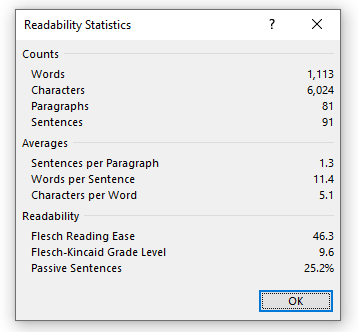 Readability Statistics ? ×
Counts
Words 1,113
Characters 6,024
Paragraphs 81
Sentences 91
Averages
Sentences per Paragraph 1.3
Words per Sentence 11.4
Characters per Word 5.1
Readability
Flesch Reading Ease 46.3
Flesch-Kincaid Grade Level 9.6
Passive Sentences 25.2%
OK